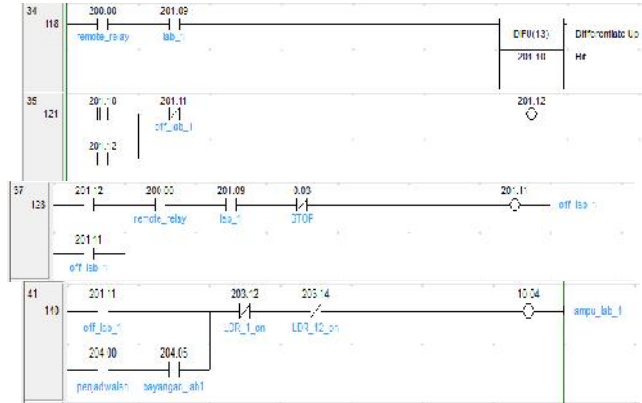 34
118
200.00
201.09
remote_relay
lab_1
DIFU(13)
Differentiate Up
201.10
Bit
35
121
201.10
201.11
201.12
off_lab_1
201.12
37
201.12
200.00
201.09
0.03
201.11
remote_relay
lab_1
STOP
off_lab_1
201.11
off_lab_1
41
140
201.11
203.12
203.14
10.04
off_lab_1
LDR_1_on
LDR_12_on
204.00
204.05
penjadwalan